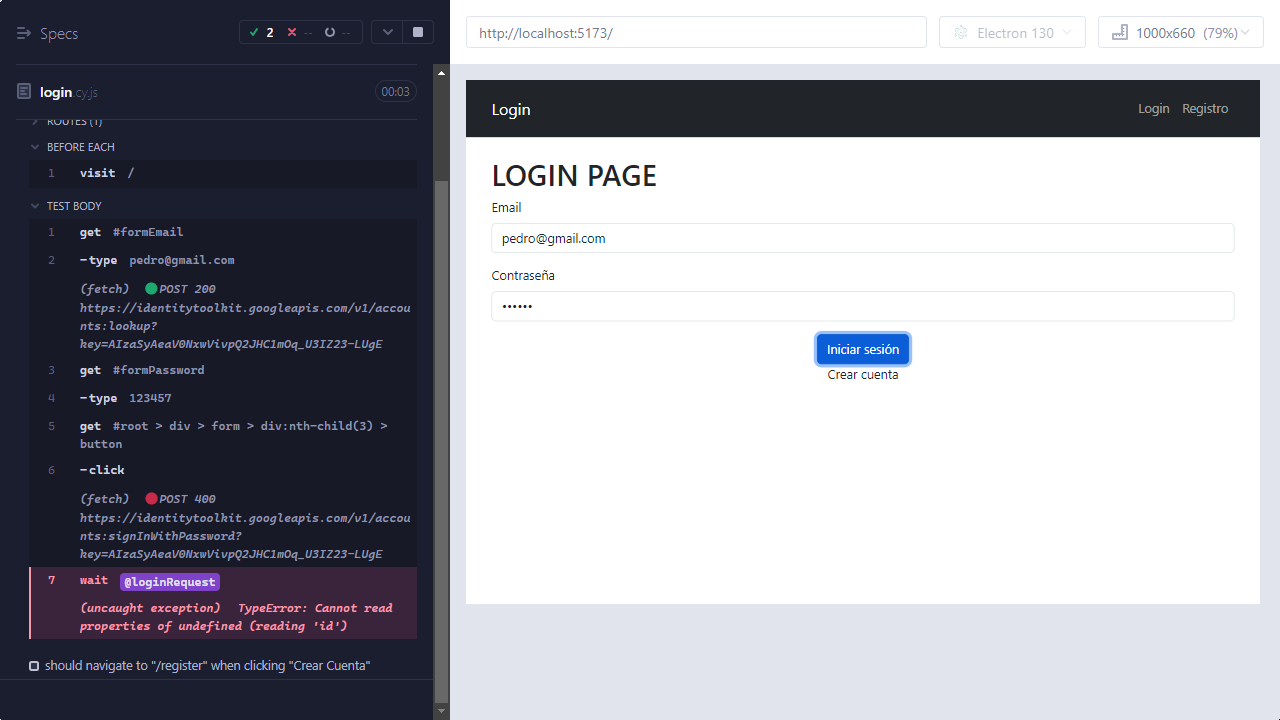 Specs
2
--
--
login.cy.js
00:03
ROUTES (1)
BEFORE EACH
1 visit /
TEST BODY
1 get #formEmail
2 -type pedro@gmail.com
(fetch) POST 200
https://identitytoolkit.googleapis.com/v1/accou
nts:lookup?
key=AIzaSyAeaV0NxwVivpQ2JHC1mOq_U3IZ23-LUgE
3 get #formPassword
4 -type 123457
5 get #root > div > form > div:nth-child(3) >
button
6 -click
(fetch) POST 400
https://identitytoolkit.googleapis.com/v1/accou
nts:signInWithPassword?
key=AIzaSyAeaV0NxwVivpQ2JHC1mOq_U3IZ23-LUgE
7 wait @loginRequest
(uncaught exception) TypeError: Cannot read
properties of undefined (reading 'id')
should navigate to "/register" when clicking "Crear Cuenta"
http://localhost:5173/
Electron 130
1000x660 (79%)
Login
Login Registro
LOGIN PAGE
Email
pedro@gmail.com
Contraseña
••••••
Iniciar sesión
Crear cuenta